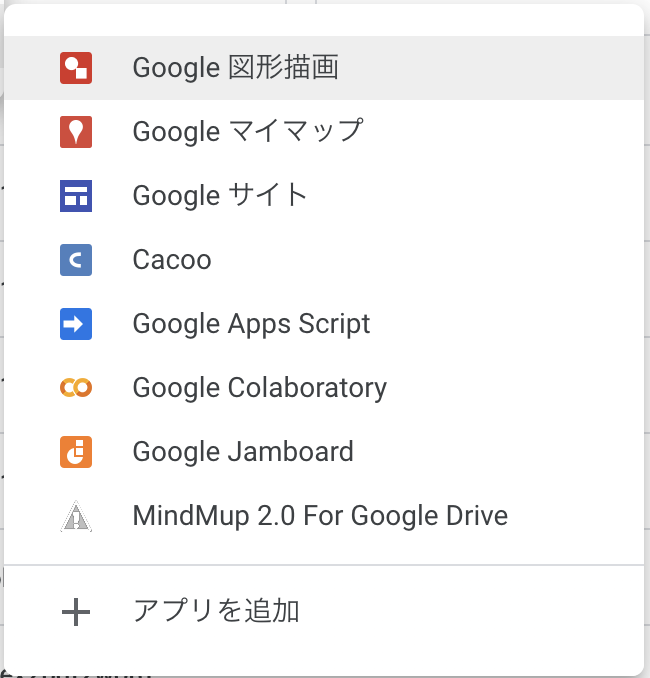 Google 図形描画
Google マイマップ
Google サイト
Cacoo
Google Apps Script
Google Colaboratory
Google Jamboard
MindMup 2.0 For Google Drive
アプリを追加